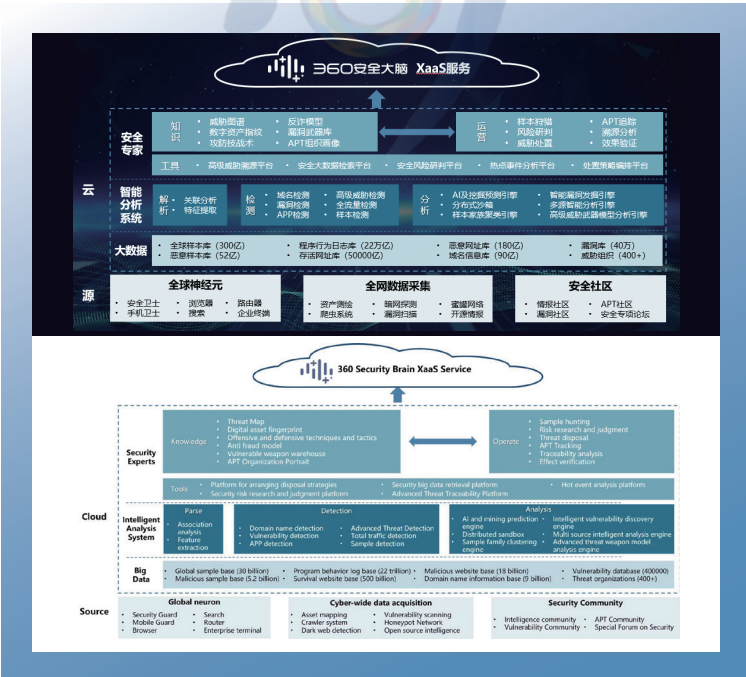 360安全大脑 XaaS服务
云
安全专家
知识
• 威胁图谱 • 反诈模型
• 数字资产指纹 • 漏洞武器库
• 攻防技战术 • APT组织画像
运营
• 样本狩猎 • APT追踪
• 风险研判 • 溯源分析
• 威胁处置 • 效果验证
工具 • 高级威胁溯源平台 • 安全大数据检索平台 • 安全风险研判平台 • 热点事件分析平台 • 处置策略编排平台
智能分析系统
解析
• 关联分析
• 特征提取
检测
• 域名检测 • 高级威胁检测
• 漏洞检测 • 全流量检测
• APP检测 • 样本检测
分析
• AI及挖掘预测引擎 • 智能漏洞发掘引擎
• 分布式沙箱 • 多源智能分析引擎
• 样本家族聚类引擎 • 高级威胁武器模型分析引擎
大数据
• 全球样本库 (300亿) • 程序行为日志库 (22万亿) • 恶意网址库 (180亿) • 漏洞库 (40万)
• 恶意样本库 (52亿) • 存活网址库 (50000亿) • 域名信息库 (90亿) • 威胁组织 (400+)
源
全球神经元
• 安全卫士 • 浏览器 • 路由器
• 手机卫士 • 搜索 • 企业终端
全网数据采集
• 资产测绘 • 暗网探测 • 蜜罐网络
• 爬虫系统 • 漏洞扫描 • 开源情报
安全社区
• 情报社区 • APT社区
• 漏洞社区 • 安全专项论坛
360 Security Brain XaaS Service
Cloud
Security
Experts
Knowledge
• Threat Map
• Digital asset fingerprint
• Offensive and defensive techniques and tactics
• Anti fraud model
• Vulnerable weapon warehouse
• APT Organization Portrait
Operate
• Sample hunting
• Risk research and judgment
• Threat disposal
• APT Tracking
• Traceability analysis
• Effect verification
Tools
• Platform for arranging disposal strategies • Security big data retrieval platform • Hot event analysis platform
• Security risk research and judgment platform • Advanced Threat Traceability Platform
Intelligent
Analysis
System
Parse
• Association
analysis
• Feature
extraction
Detection
• Domain name detection • Advanced Threat Detection
• Vulnerability detection • Total traffic detection
• APP detection • Sample detection
Analysis
• AI and mining prediction engine
• Distributed sandbox
• Sample family clustering engine
• Intelligent vulnerability discovery engine
• Multi source intelligent analysis engine
• Advanced threat weapon model analysis engine
Big
Data
• Global sample base (30 billion) • Program behavior log base (22 trillion) • Malicious website base (18 billion) • Vulnerability database (400000)
• Malicious sample base (5.2 billion) • Survival website base (500 billion) • Domain name information base (9 billion) • Threat organizations (400+)
Source
Global neuron
• Security Guard • Search
• Mobile Guard • Router
• Browser • Enterprise terminal
Cyber-wide data acquisition
• Asset mapping • Vulnerability scanning
• Crawler system • Honeypot Network
• Dark web detection • Open source intelligence
Security Community
• Intelligence community • APT Community
• Vulnerability Community • Special Forum on Security